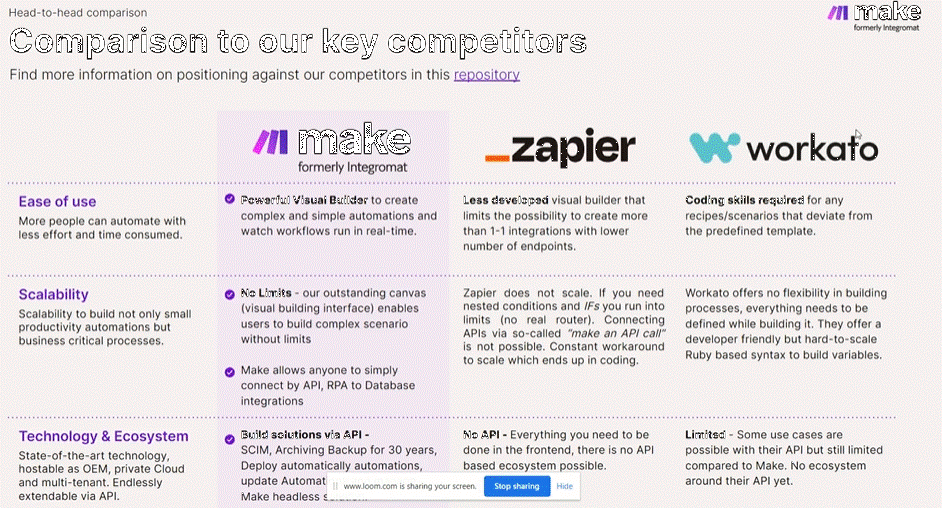 Head-to-head comparison
make
formerly Integromat
Comparison to our key competitors
Find more information on positioning against our competitors in this repository
make
formerly Integromat
zapier
workato
Ease of use
More people can automate with
less effort and time consumed.
Powerful Visual Builder to create
complex and simple automations and
watch workflows run in real-time.
Less developed visual builder that
limits the possibility to create more
than 1-1 integrations with lower
number of endpoints.
Coding skills required for any
recipes/scenarios that deviate from
the predefined template.
Scalability
Scalability to build not only small
productivity automations but
business critical processes.
No Limits - our outstanding canvas
(visual building interface) enables
users to build complex scenario
without limits
Make allows anyone to simply
connect by API, RPA to Database
integrations
Zapier does not scale. If you need
nested conditions and IFs you run into
limits (no real router). Connecting
APIs via so-called "make an API call"
is not possible. Constant workaround
to scale which ends up in coding.
Workato offers no flexibility in building
processes, everything needs to be
defined while building it. They offer a
developer friendly but hard-to-scale
Ruby based syntax to build variables.
Technology & Ecosystem
State-of-the-art technology,
hostable as OEM, private Cloud
and multi-tenant. Endlessly
extendable via API.
Build solutions via API -
SCIM, Archiving Backup for 30 years,
Deploy automatically automations,
update
Make headless
No API - Everything you need to be
done in the frontend, there is no API
based ecosystem possible.
Limited - Some use cases are
possible with their API but still limited
compared to Make. No ecosystem
around their API yet.
www.loom.com is sharing your screen.
Stop sharing
Hide